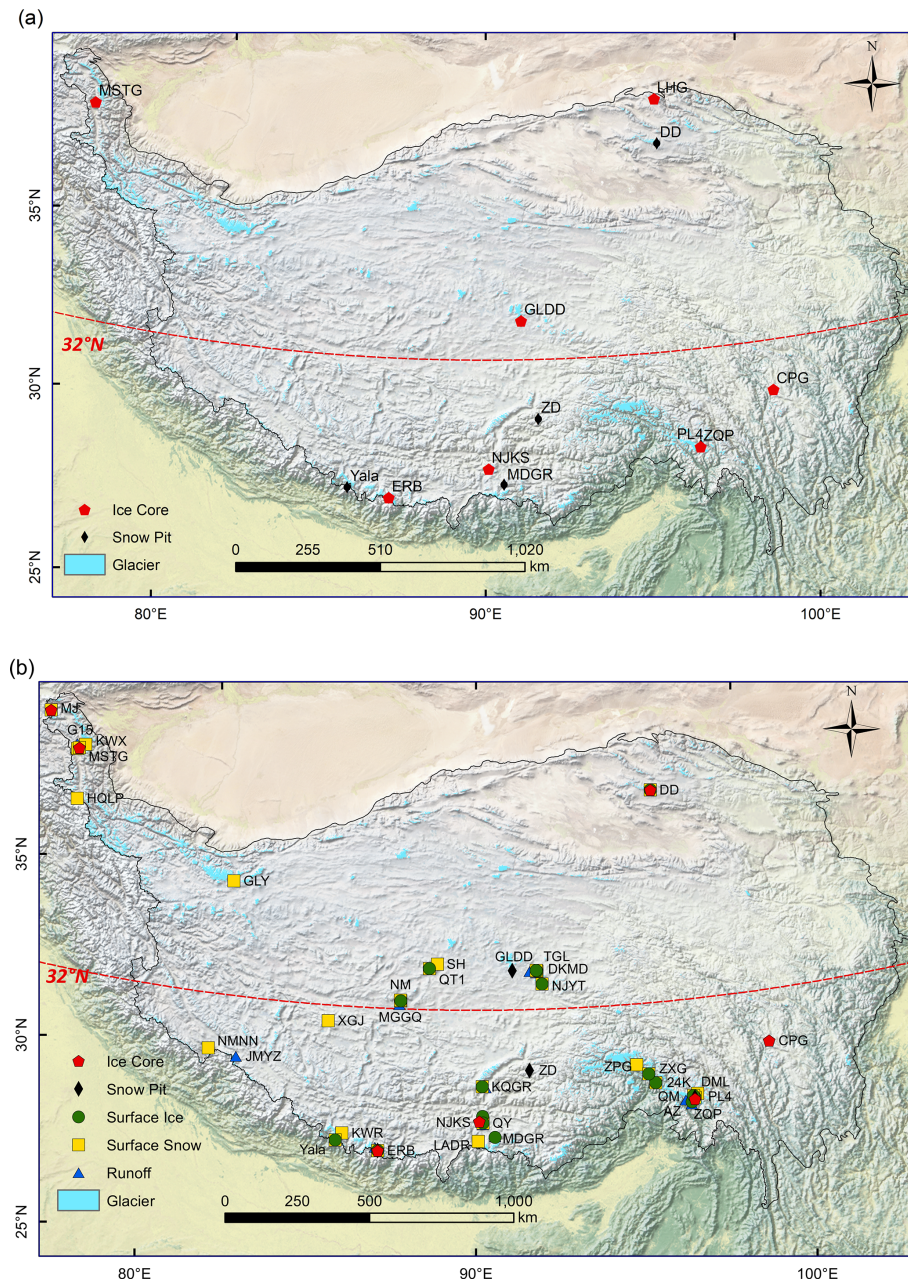 (a)
N
MSTG
LHG
DD
35°N
GLDD
32°N
30°N
CPG
ZD
PL4
ZQP
NJKS
MDGR
Yala
ERB
Ice Core
Snow Pit
Glacier
0 255 510 1,020
km
25°N
80°E 90°E 100°E
(b)
N
MJ
G15
KWX
MSTG
HQLP
DD
35°N
GLY
SH
QT1
GLDD
TGL
DKMD
NJYT
32°N
NM
MGGQ
XGJ
30°N
NMNN
JMYZ
CPG
ZD
ZPG
ZXG
24K
DML
QM
PL4
AZ
ZQP
KQGR
NJKS
QY
MDGR
LADR
KWR
Yala
ERB
Ice Core
Snow Pit
Surface Ice
Surface Snow
Runoff
Glacier
0 250 500 1,000
km
25°N
80°E 90°E 100°E